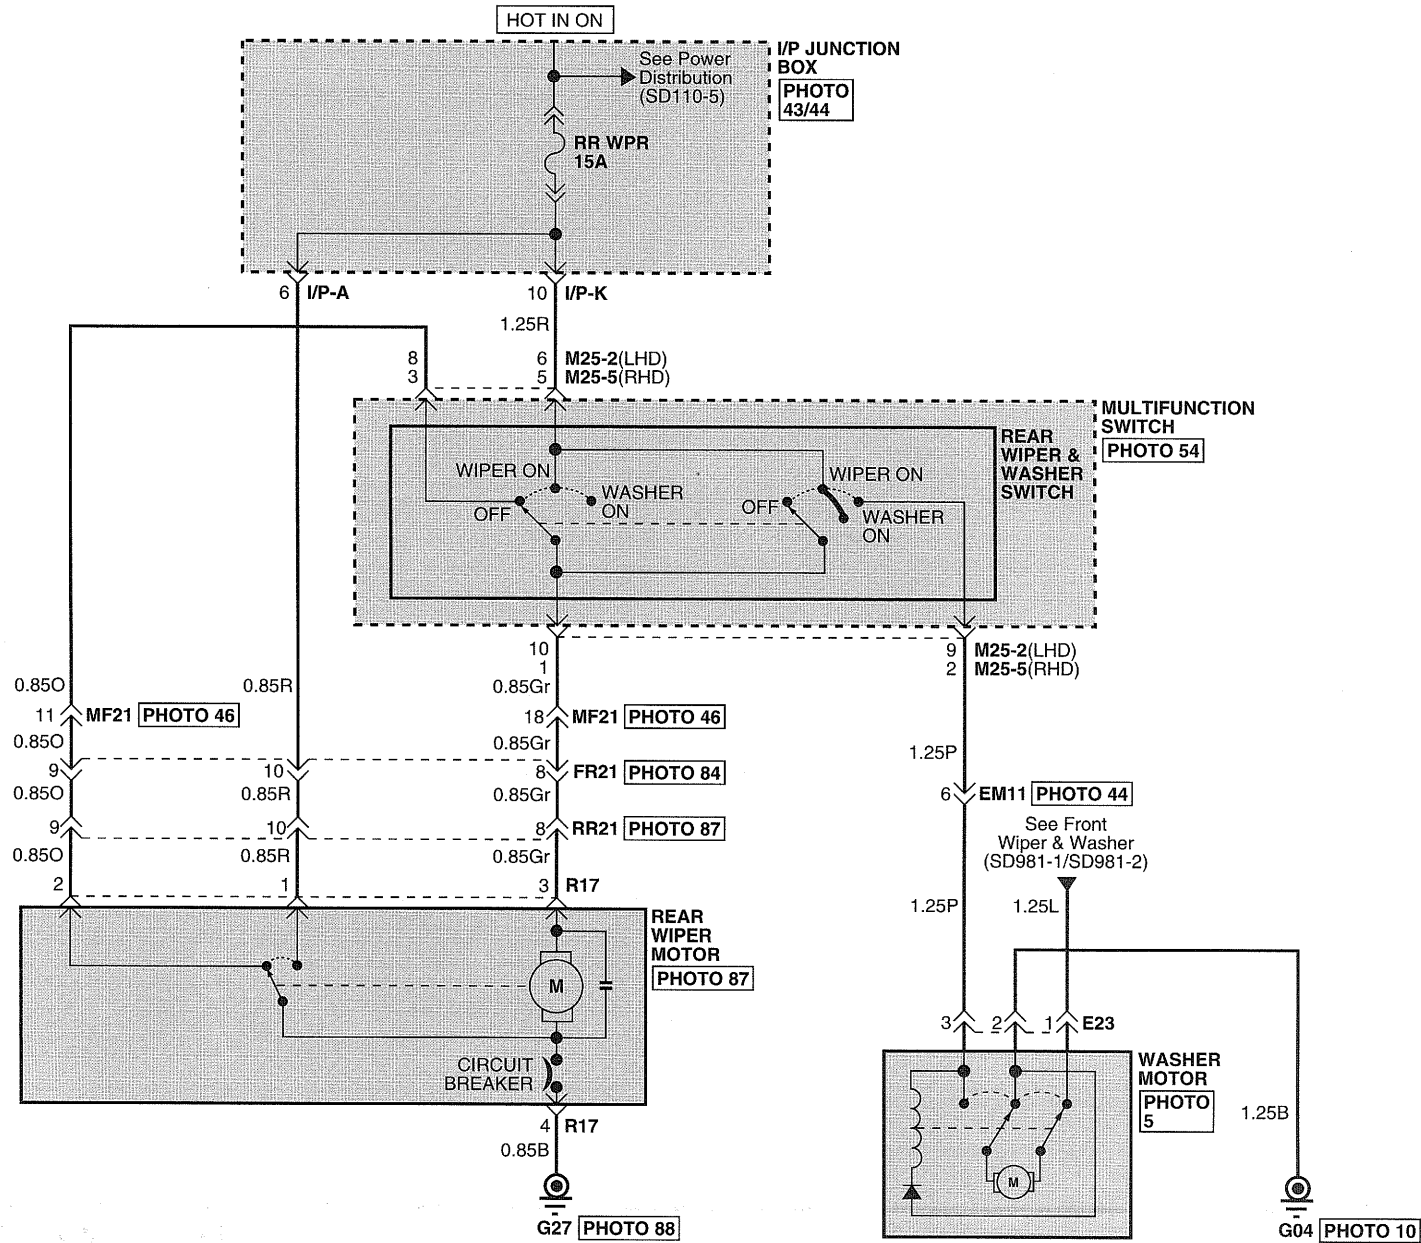 HOT IN ON
I/P JUNCTION
BOX
PHOTO
43/44
See Power
Distribution
(SD110-5)
RR WPR
15A
6 I/P-A
10 I/P-K
1.25R
8
3
6 M25-2(LHD)
5 M25-5(RHD)
MULTIFUNCTION
SWITCH
PHOTO 54
REAR
WIPER &
WASHER
SWITCH
WIPER ON
WASHER
ON
OFF
WIPER ON
OFF
WASHER
ON
10
1
9 M25-2(LHD)
2 M25-5(RHD)
0.85O
0.85R
0.85Gr
11 MF21 PHOTO 46
18 MF21 PHOTO 46
0.85O
0.85Gr
1.25P
9
10
8 FR21 PHOTO 84
0.85O
0.85R
0.85Gr
6 EM11 PHOTO 44
9
10
8 RR21 PHOTO 87
See Front
Wiper & Washer
(SD981-1/SD981-2)
0.85O
0.85R
0.85Gr
2
1
3 R17
1.25P
1.25L
REAR
WIPER
MOTOR
PHOTO 87
M
CIRCUIT
BREAKER
3
2
1 E23
WASHER
MOTOR
PHOTO
5
M
1.25B
4 R17
0.85B
G27 PHOTO 88
G04 PHOTO 10